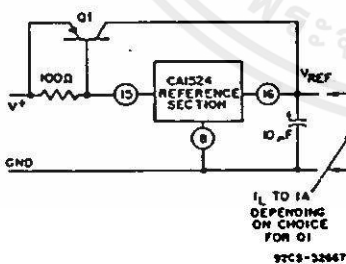 Q1
100Ω
V+
15
CA1524
REFERENCE
SECTION
16
VREF
8
+
10µF
GND
IL TO 1A
DEPENDING
ON CHOICE
FOR Q1
92CS-32667